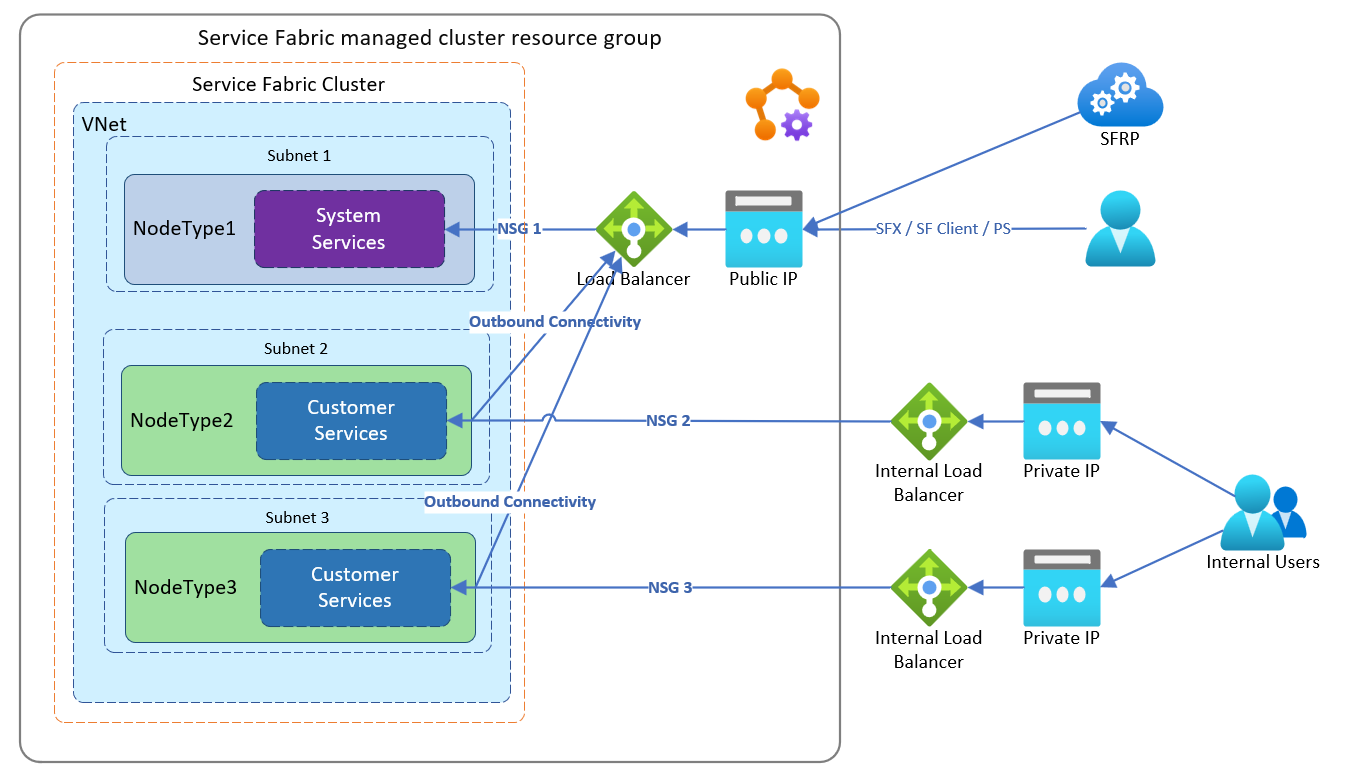 Service Fabric managed cluster resource group
Service Fabric Cluster
VNet
Subnet 1
NodeType1
System
Services
NSG 1
Load Balancer
Public IP
SFRP
SFX / SF Client / PS
Outbound Connectivity
Subnet 2
NodeType2
Customer
Services
NSG 2
Internal Load
Balancer
Private IP
Outbound Connectivity
Subnet 3
NodeType3
Customer
Services
NSG 3
Internal Load
Balancer
Private IP
Internal Users